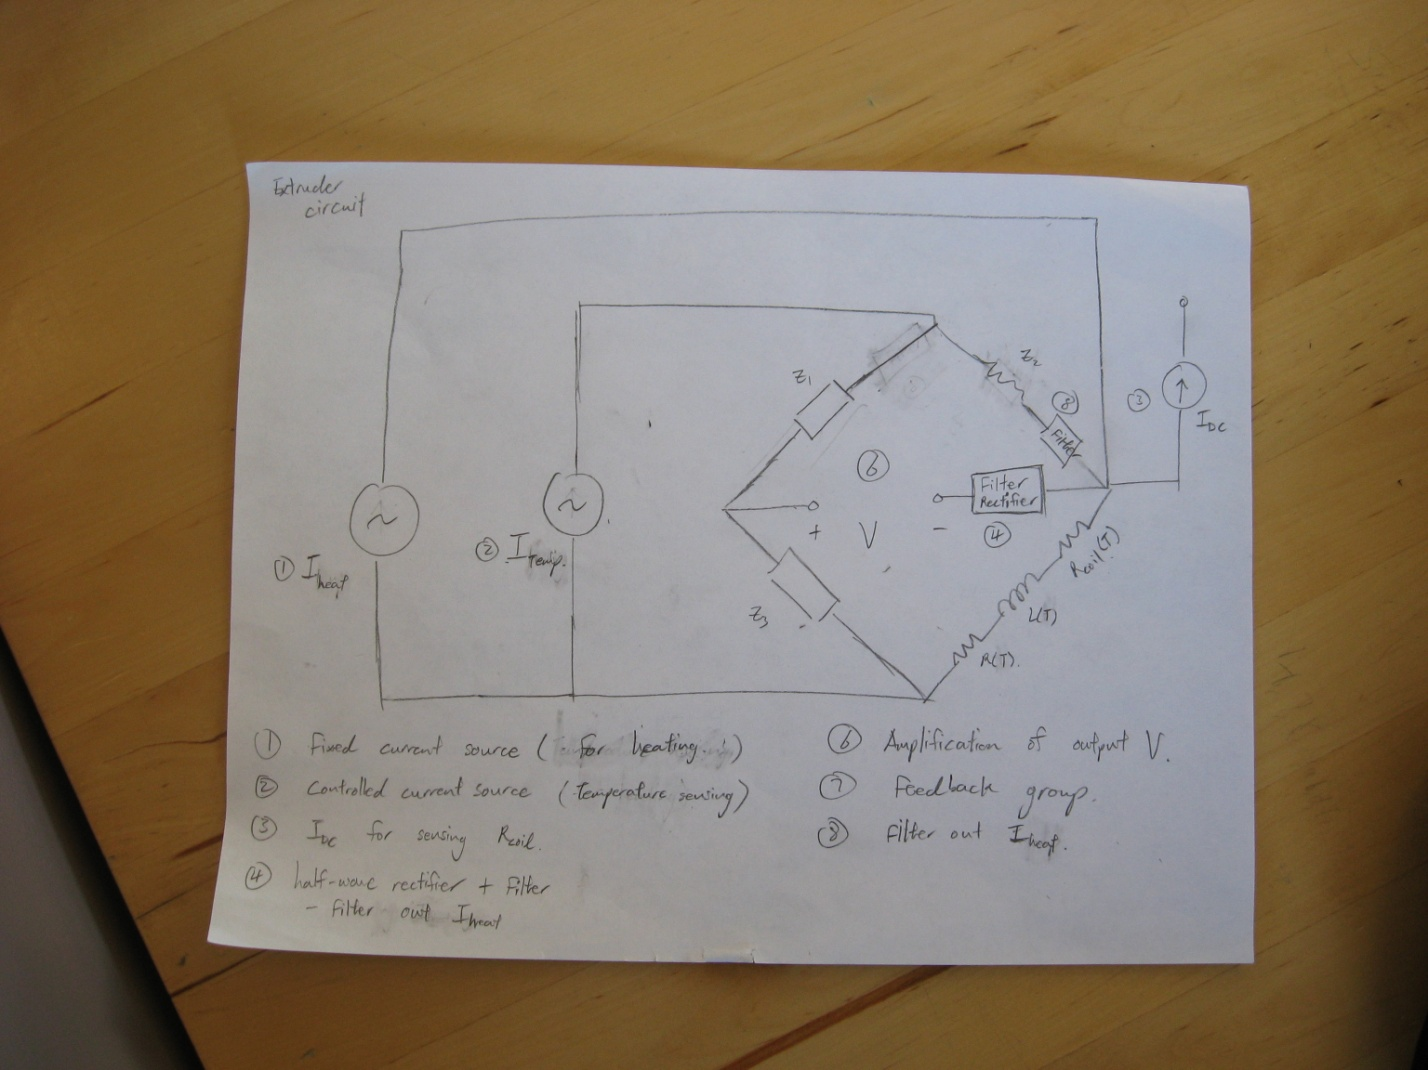 Extruder
circuit
Z1
Z2
⑧
Filter
③
IDC
⑥
Filter
Rectifier
④
+
V
-
① Iheat
② Itemp.
Rcoil(T)
L(T)
R(T).
Z3
① Fixed current source (for heating.)
② Controlled current source (temperature sensing)
③ IDC for sensing Rcoil.
④ half-wave rectifier + filter
- filter out Iheat
⑥ Amplification of output V.
⑦ Feedback group.
⑧ Filter out Iheat.